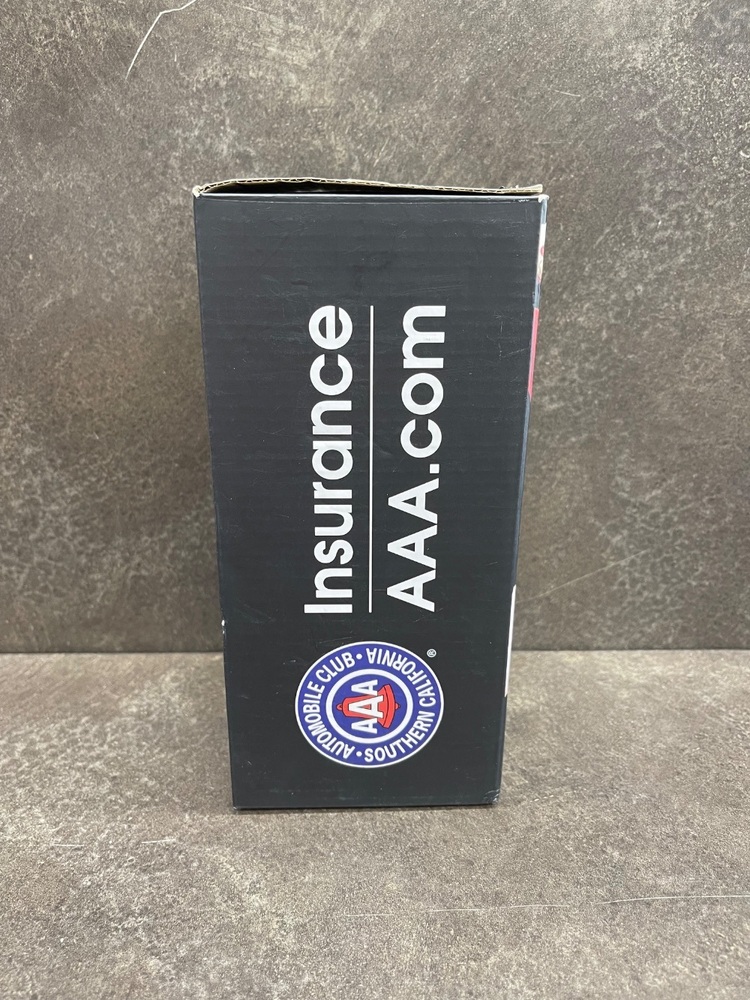 Insurance
AAA.com
AUTOMOBILE CLUB • SOUTHERN CALIFORNIA •
AAA
®